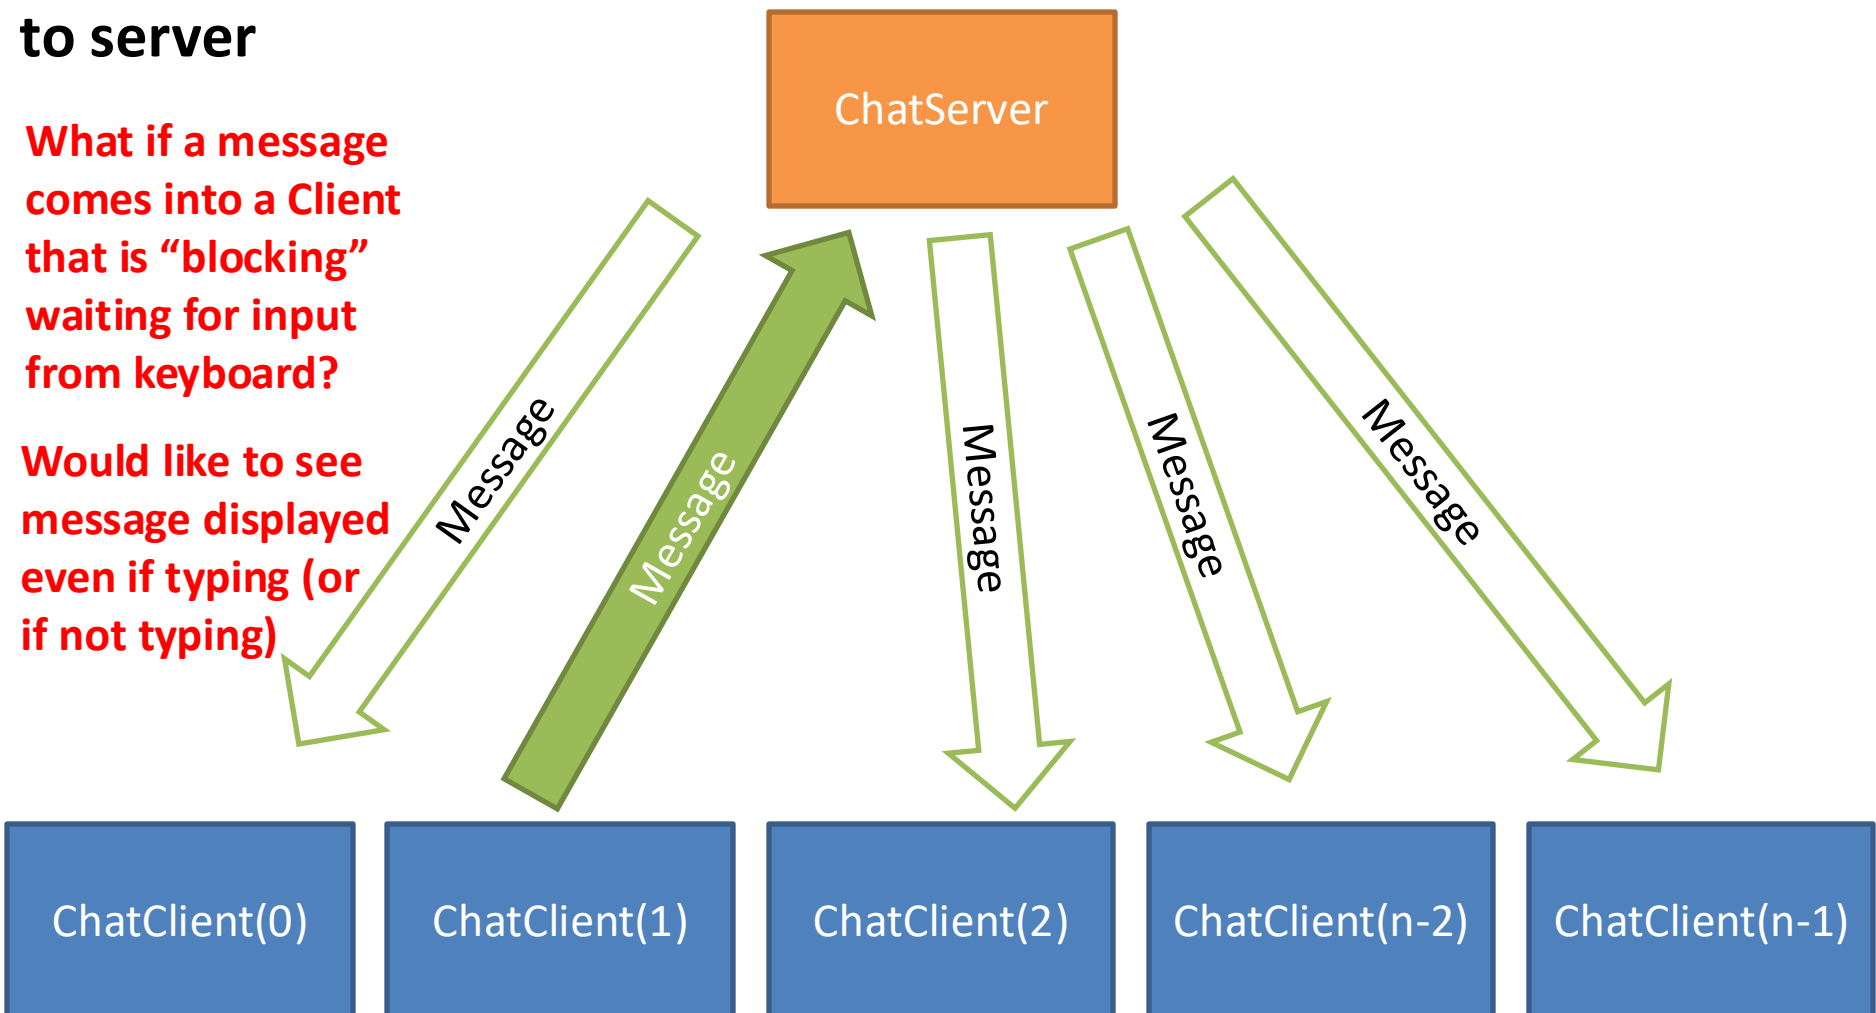 to server
What if a message
comes into a Client
that is “blocking”
waiting for input
from keyboard?
Would like to see
message displayed
even if typing (or
if not typing)
ChatServer
Message
Message
Message
Message
Message
ChatClient(0)
ChatClient(1)
ChatClient(2)
ChatClient(n-2)
ChatClient(n-1)